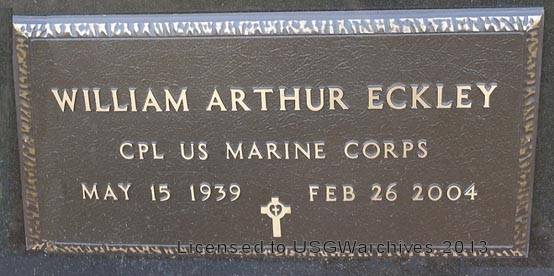 WILLIAM ARTHUR ECKLEY
CPL US MARINE CORPS
MAY 15 1939 FEB 26 2004
Licensed to USGWarchives 2013